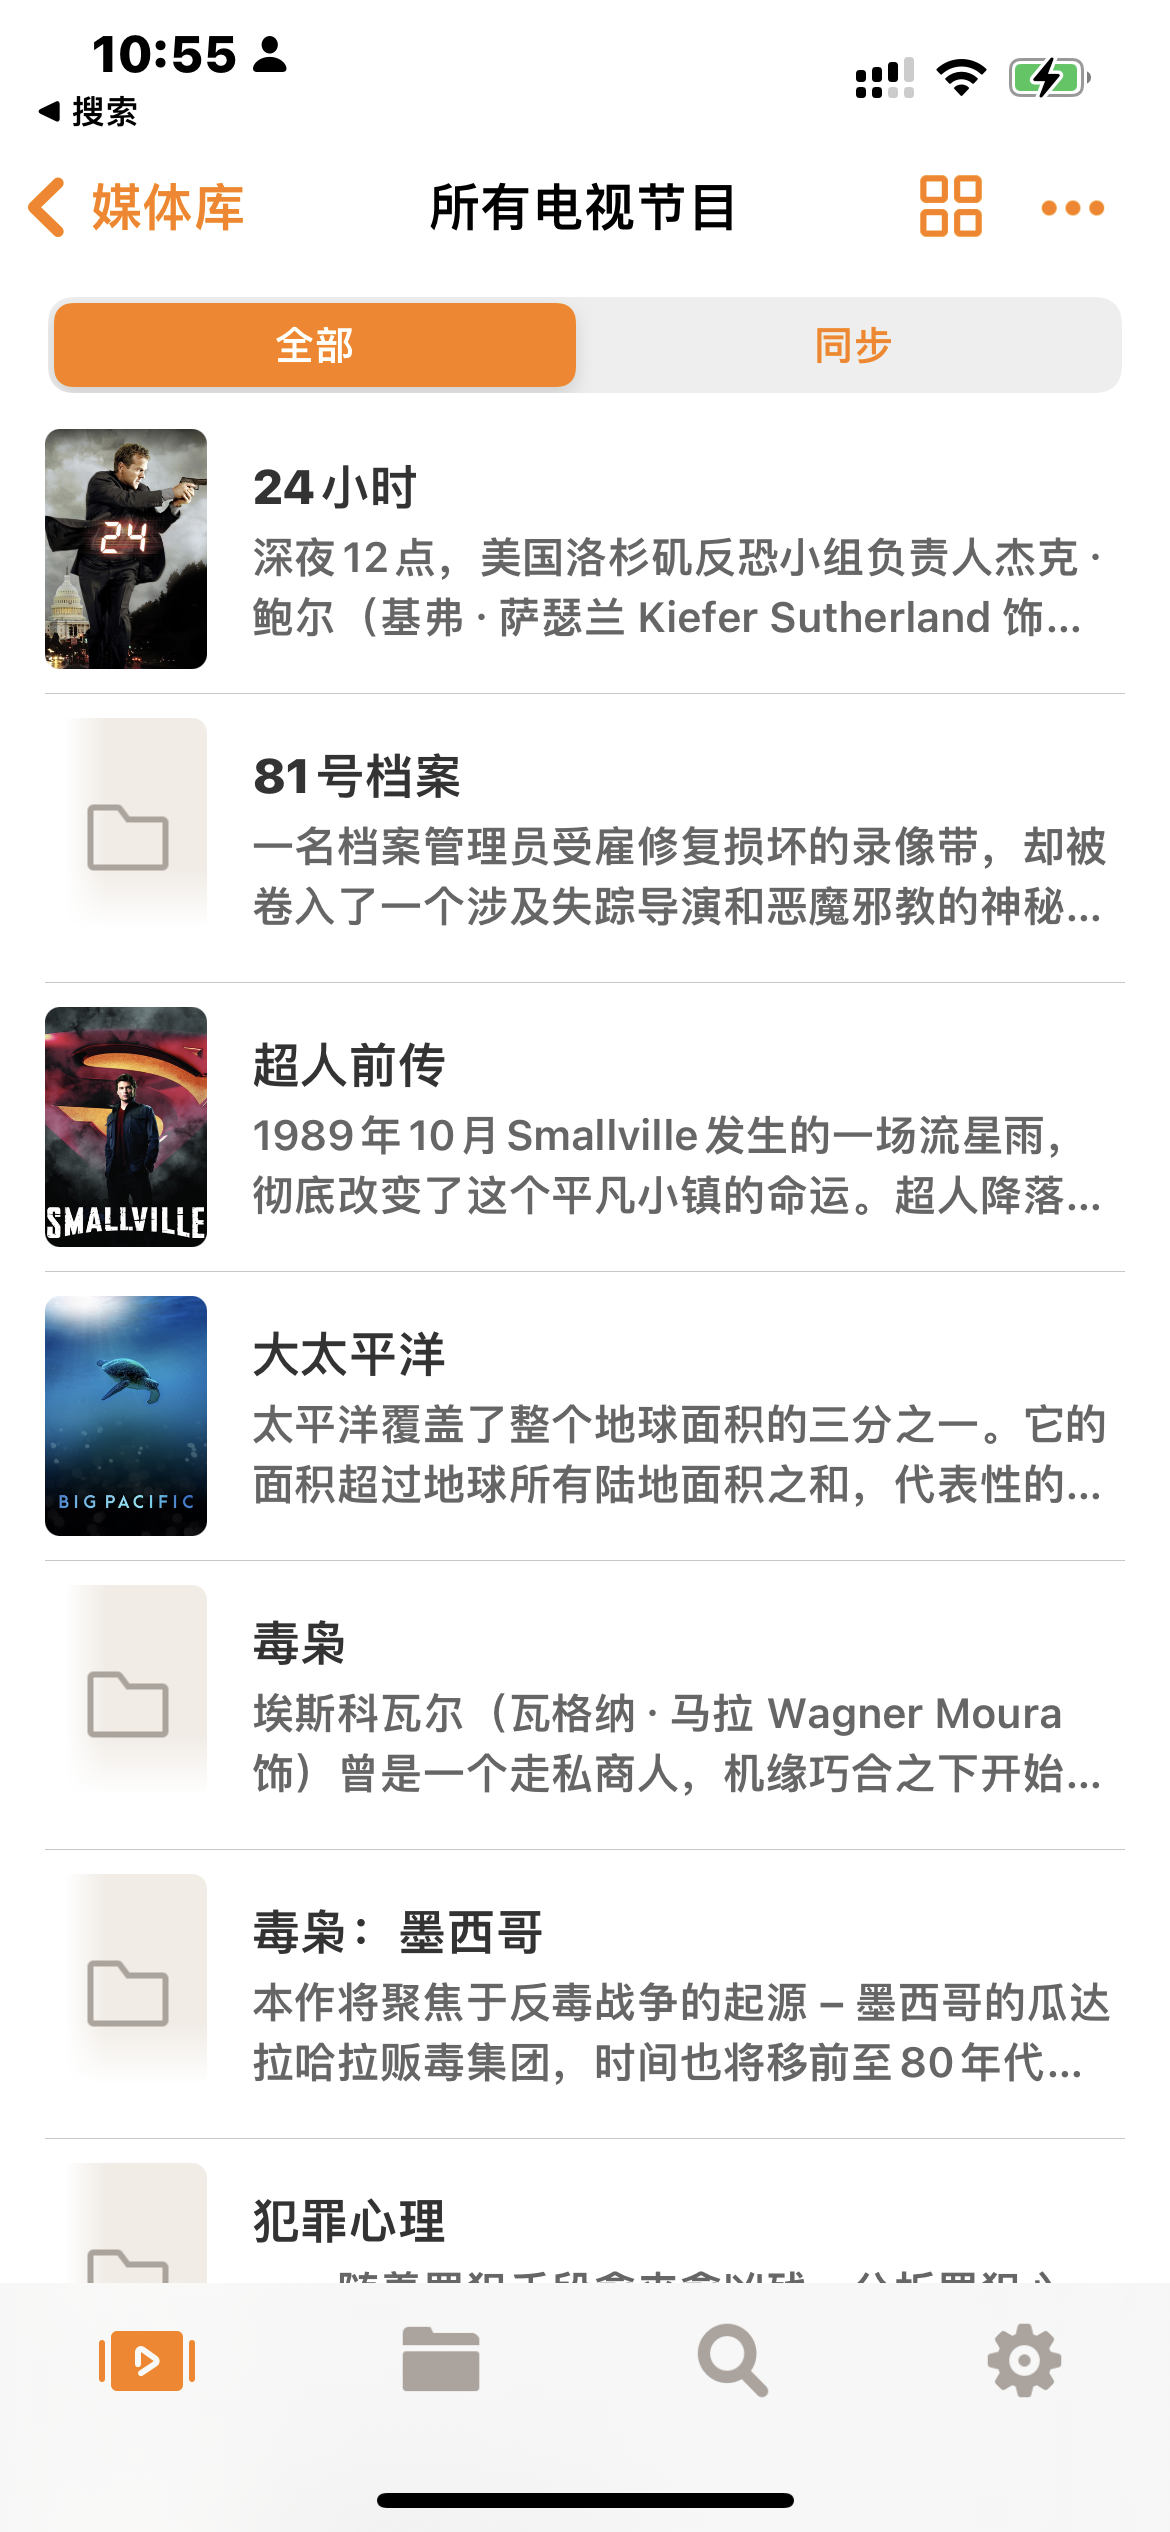 10:55
搜索
媒体库
所有电视节目
全部
同步
24
24小时
深夜12点，美国洛杉矶反恐小组负责人杰克·
鲍尔（基弗·萨瑟兰 Kiefer Sutherland 饰...
81号档案
一名档案管理员受雇修复损坏的录像带，却被
卷入了一个涉及失踪导演和恶魔邪教的神秘...
SMALLVILLE
超人前传
1989年10月Smallville发生的一场流星雨，
彻底改变了这个平凡小镇的命运。超人降落...
BIG PACIFIC
大太平洋
太平洋覆盖了整个地球面积的三分之一。它的
面积超过地球所有陆地面积之和，代表性的...
毒枭
埃斯科瓦尔（瓦格纳·马拉 Wagner Moura
饰）曾是一个走私商人，机缘巧合之下开始...
毒枭：墨西哥
本作将聚焦于反毒战争的起源 – 墨西哥的瓜达
拉哈拉贩毒集团，时间也将移前至80年代...
犯罪心理